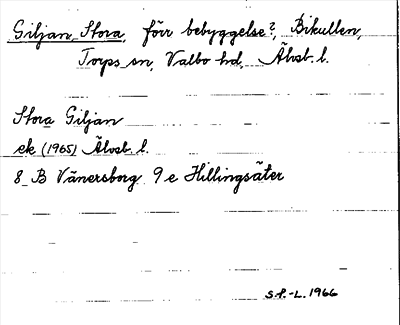 Giljan, Stora, förr bebyggelse?, Bikullen,
Torps sn, Valbo hd, Älvsb. l.
Stora Giljan
ek (1965) Älvsb. l.
8 B Vänersborg 9 e Hillingsäter
S.F.-L. 1966